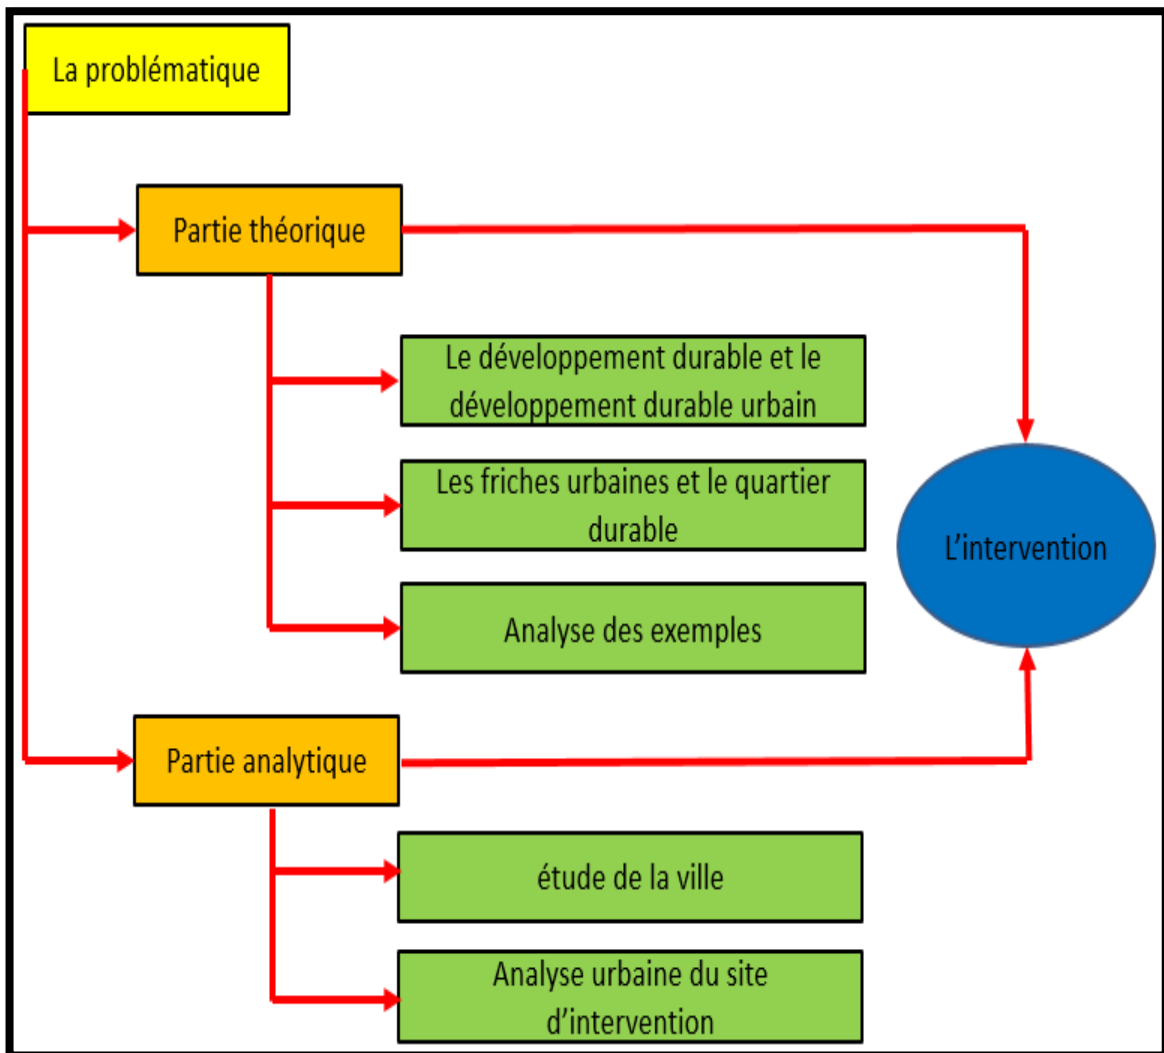 La problématique
Partie théorique
Le développement durable et le
développement durable urbain
Les friches urbaines et le quartier
durable
L’intervention
Analyse des exemples
Partie analytique
étude de la ville
Analyse urbaine du site
d’intervention